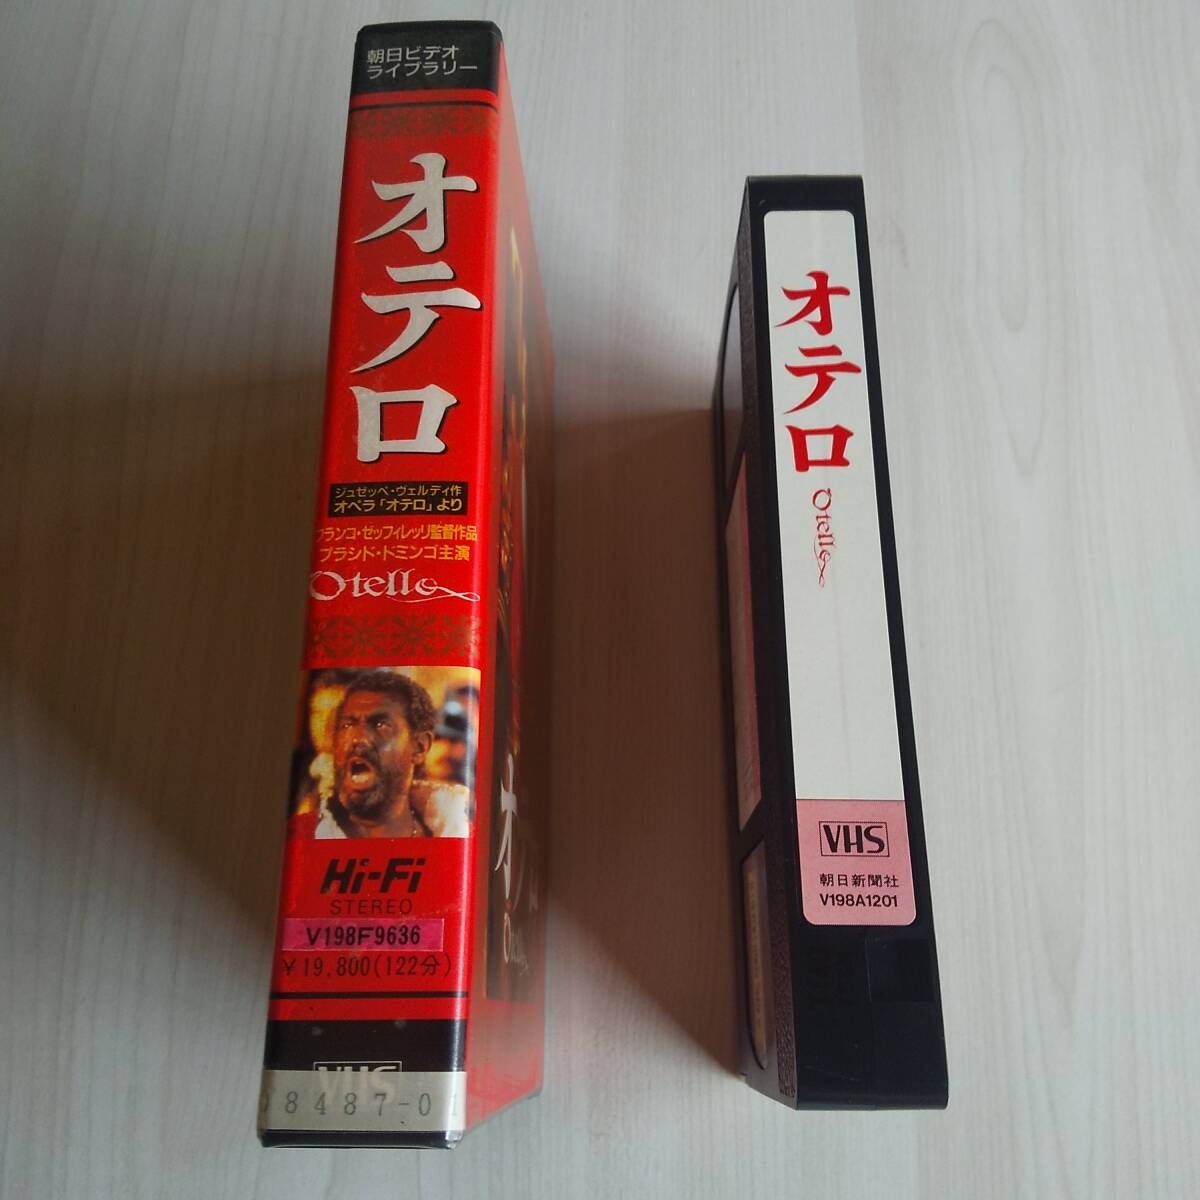 朝日ビデオ
ライブラリー
オテロ
ジュゼッペ・ヴェルディ作
オペラ「オテロ」より
フランコ・ゼッフィレッリ監督作品
プラシド・ドミンゴ主演
Otello
Hi-Fi
STEREO
V198F9636
¥19,800(122分)
VHS
8487-01
オ
オテロ
Otello
VHS
朝日新聞社
V198A1201